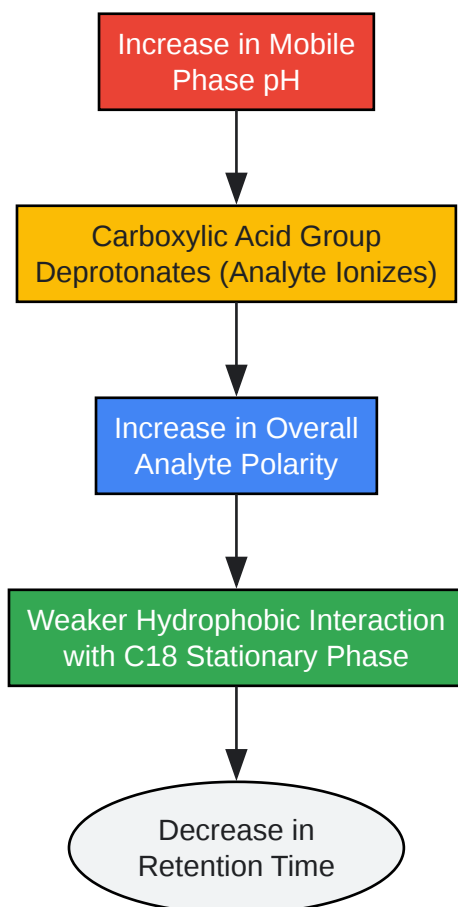 Increase in Mobile
Phase pH
Carboxylic Acid Group
Deprotonates (Analyte Ionizes)
Increase in Overall
Analyte Polarity
Weaker Hydrophobic Interaction
with C18 Stationary Phase
Decrease in
Retention Time